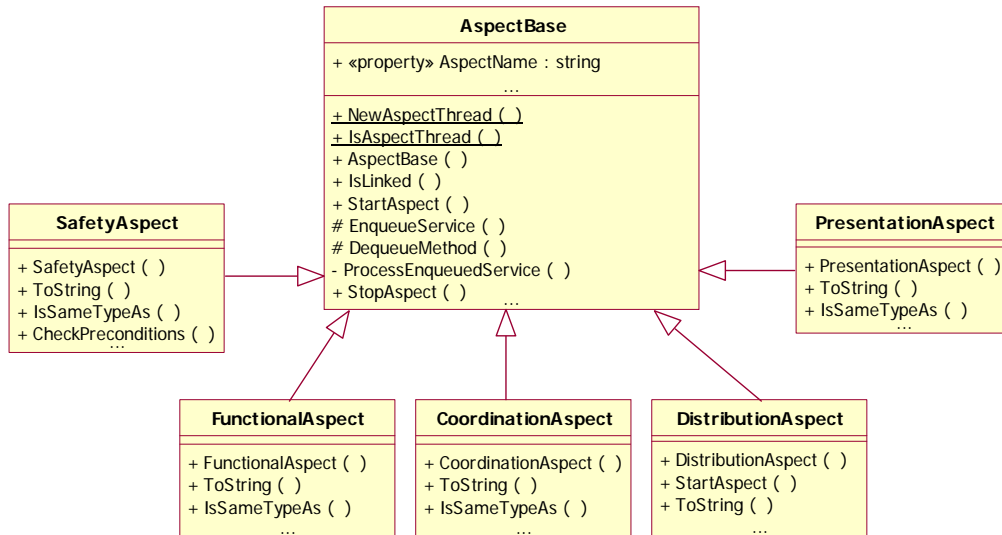 AspectBase
+ «property» AspectName : string
...
+ NewAspectThread ( )
+ IsAspectThread ( )
+ AspectBase ( )
+ IsLinked ( )
+ StartAspect ( )
# EnqueueService ( )
# DequeueMethod ( )
- ProcessEnqueuedService ( )
+ StopAspect ( )
...
SafetyAspect
+ SafetyAspect ( )
+ ToString ( )
+ IsSameTypeAs ( )
+ CheckPreconditions ( )
...
PresentationAspect
+ PresentationAspect ( )
+ ToString ( )
+ IsSameTypeAs ( )
...
FunctionalAspect
+ FunctionalAspect ( )
+ ToString ( )
+ IsSameTypeAs ( )
...
CoordinationAspect
+ CoordinationAspect ( )
+ ToString ( )
+ IsSameTypeAs ( )
...
DistributionAspect
+ DistributionAspect ( )
+ StartAspect ( )
+ ToString ( )
...